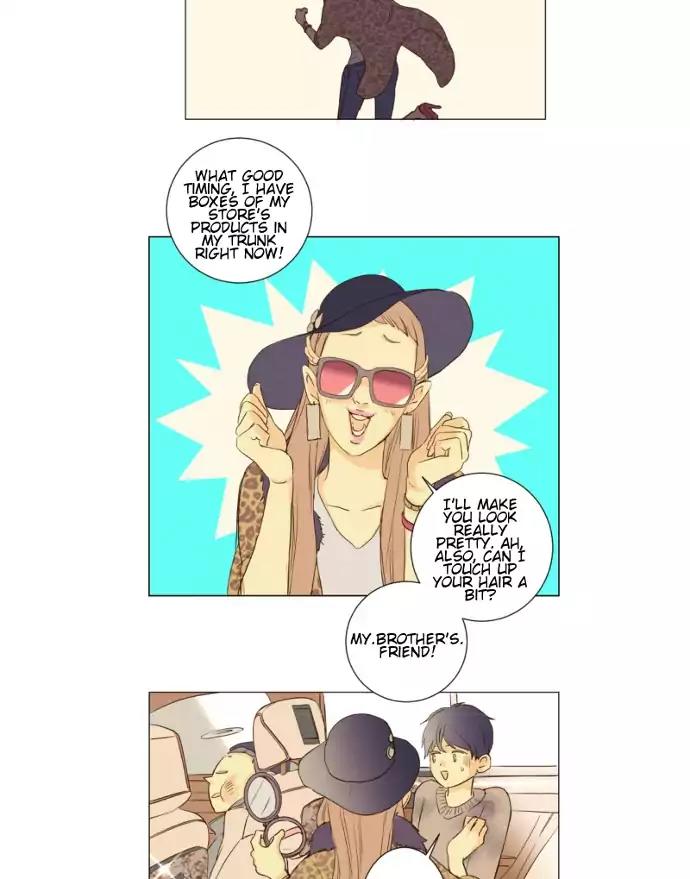 WHAT GOOD
TIMING, I HAVE
BOXES OF MY
STORE'S
PRODUCTS IN
MY TRUNK
RIGHT NOW!
I'LL MAKE
YOU LOOK
REALLY
PRETTY. AH,
ALSO, CAN I
TOUCH UP
YOUR HAIR A
BIT?
MY.BROTHER'S.
FRIEND!